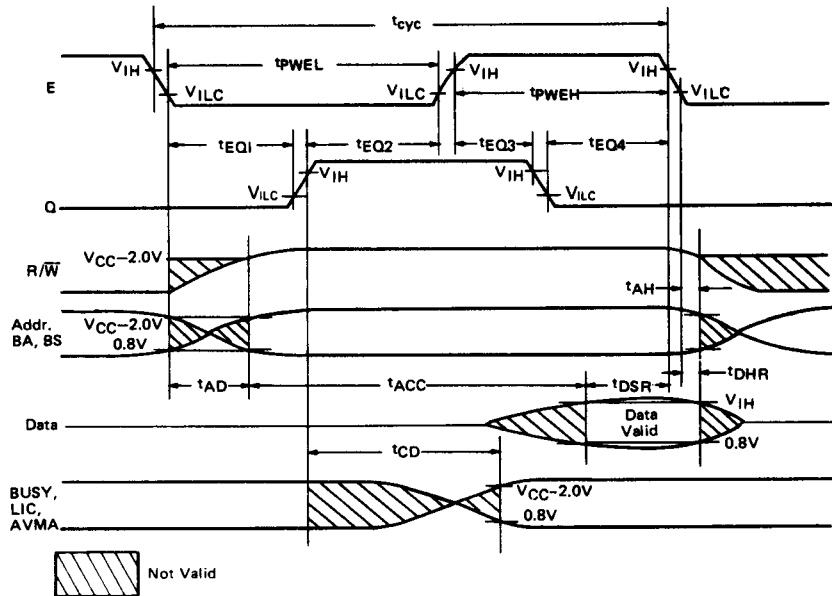 tcyc
tPWEL
E
VIH
VILC
VILC
VIH
tPWEH
VIH
VILC
tEQ1
tEQ2
tEQ3
tEQ4
VIH
VILC
VIH
VILC
Q
R/W̅
VCC–2.0V
tAH
Addr.
BA, BS
VCC–2.0V
0.8V
tAD
tACC
tDSR
tDHR
Data
Data
Valid
VIH
0.8V
tCD
BUSY,
LIC,
AVMA
VCC–2.0V
0.8V
Not Valid